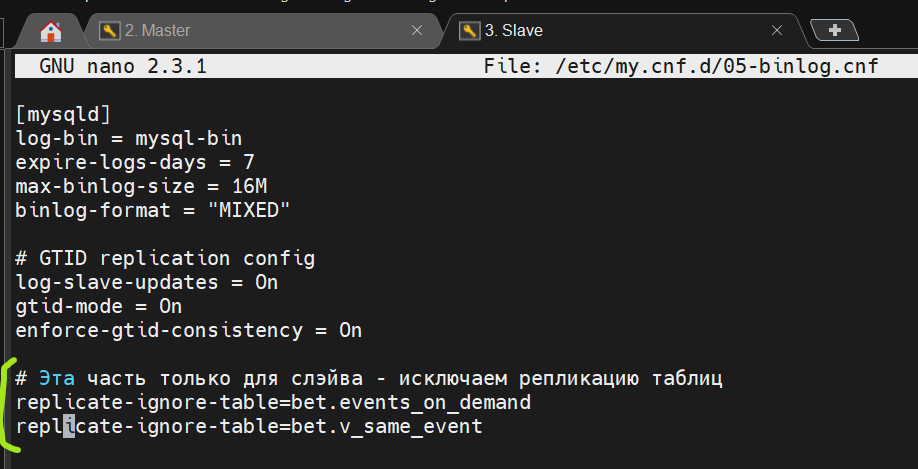 2. Master
3. Slave
GNU nano 2.3.1 File: /etc/my.cnf.d/05-binlog.cnf
[mysqld]
log-bin = mysql-bin
expire-logs-days = 7
max-binlog-size = 16M
binlog-format = "MIXED"
# GTID replication config
log-slave-updates = On
gtid-mode = On
enforce-gtid-consistency = On
# Эта часть только для слэйва - исключаем репликацию таблиц
replicate-ignore-table=bet.events_on_demand
replicate-ignore-table=bet.v_same_event